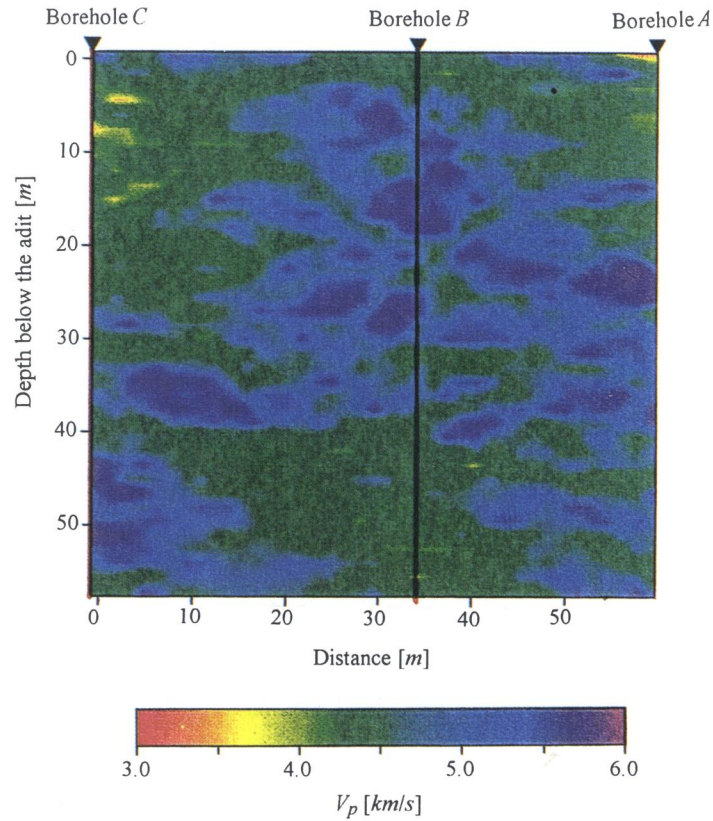 Borehole C Borehole B Borehole A
Depth below the adit [m]
0
10
20
30
40
50
0 10 20 30 40 50
Distance [m]
3.0 4.0 5.0 6.0
Vp [km/s]